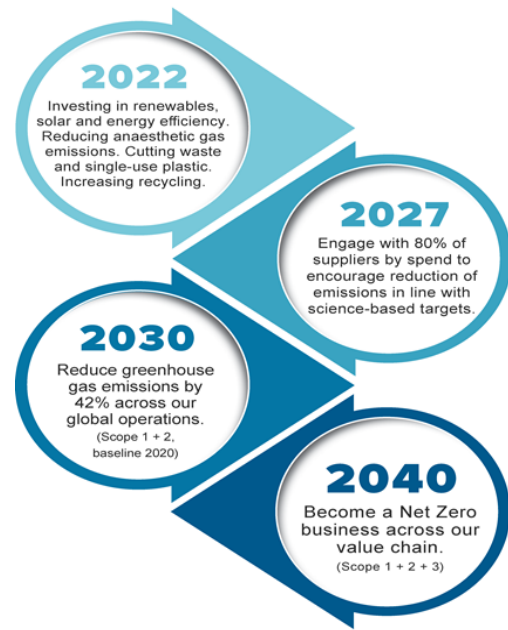 2022
Investing in renewables,
solar and energy efficiency.
Reducing anaesthetic gas
emissions. Cutting waste
and single-use plastic.
Increasing recycling.
2027
Engage with 80% of
suppliers by spend to
encourage reduction of
emissions in line with
science-based targets.
2030
Reduce greenhouse
gas emissions by
42% across our
global operations.
(Scope 1 + 2,
baseline 2020)
2040
Become a Net Zero
business across our
value chain.
(Scope 1 + 2 + 3)